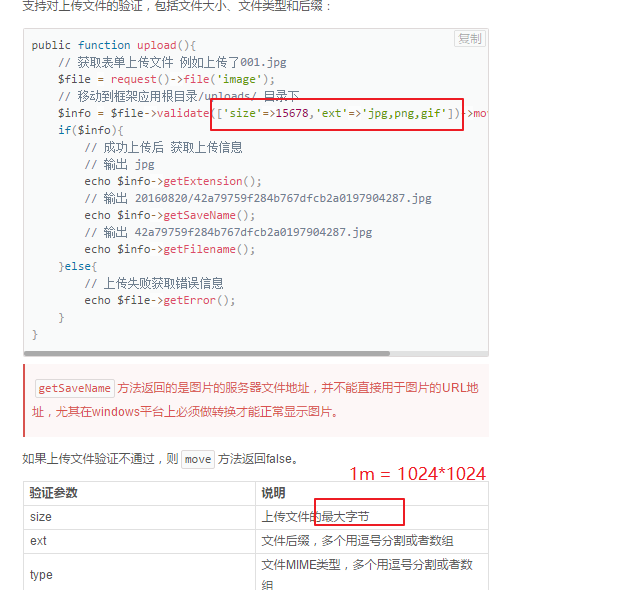 支持对上传文件的验证，包括文件大小、文件类型和后缀：
复制
public function upload(){
// 获取表单上传文件 例如上传了001.jpg
$file = request()->file('image');
// 移动到框架应用根目录/uploads/ 目录下
$info = $file->validate(['size'=>15678,'ext'=>'jpg,png,gif'])->mov
if($info){
// 成功上传后 获取上传信息
// 输出 jpg
echo $info->getExtension();
// 输出 20160820/42a79759f284b767dfcb2a0197904287.jpg
echo $info->getSaveName();
// 输出 42a79759f284b767dfcb2a0197904287.jpg
echo $info->getFilename();
}else{
// 上传失败获取错误信息
echo $file->getError();
}
}
getSaveName 方法返回的是图片的服务器文件地址，并不能直接用于图片的URL地
址，尤其在windows平台上必须做转换才能正常显示图片。
如果上传文件验证不通过，则 move 方法返回false。
1m = 1024*1024
验证参数 说明
size 上传文件的最大字节
ext 文件后缀，多个用逗号分割或者数组
type 文件MIME类型，多个用逗号分割或者数
组